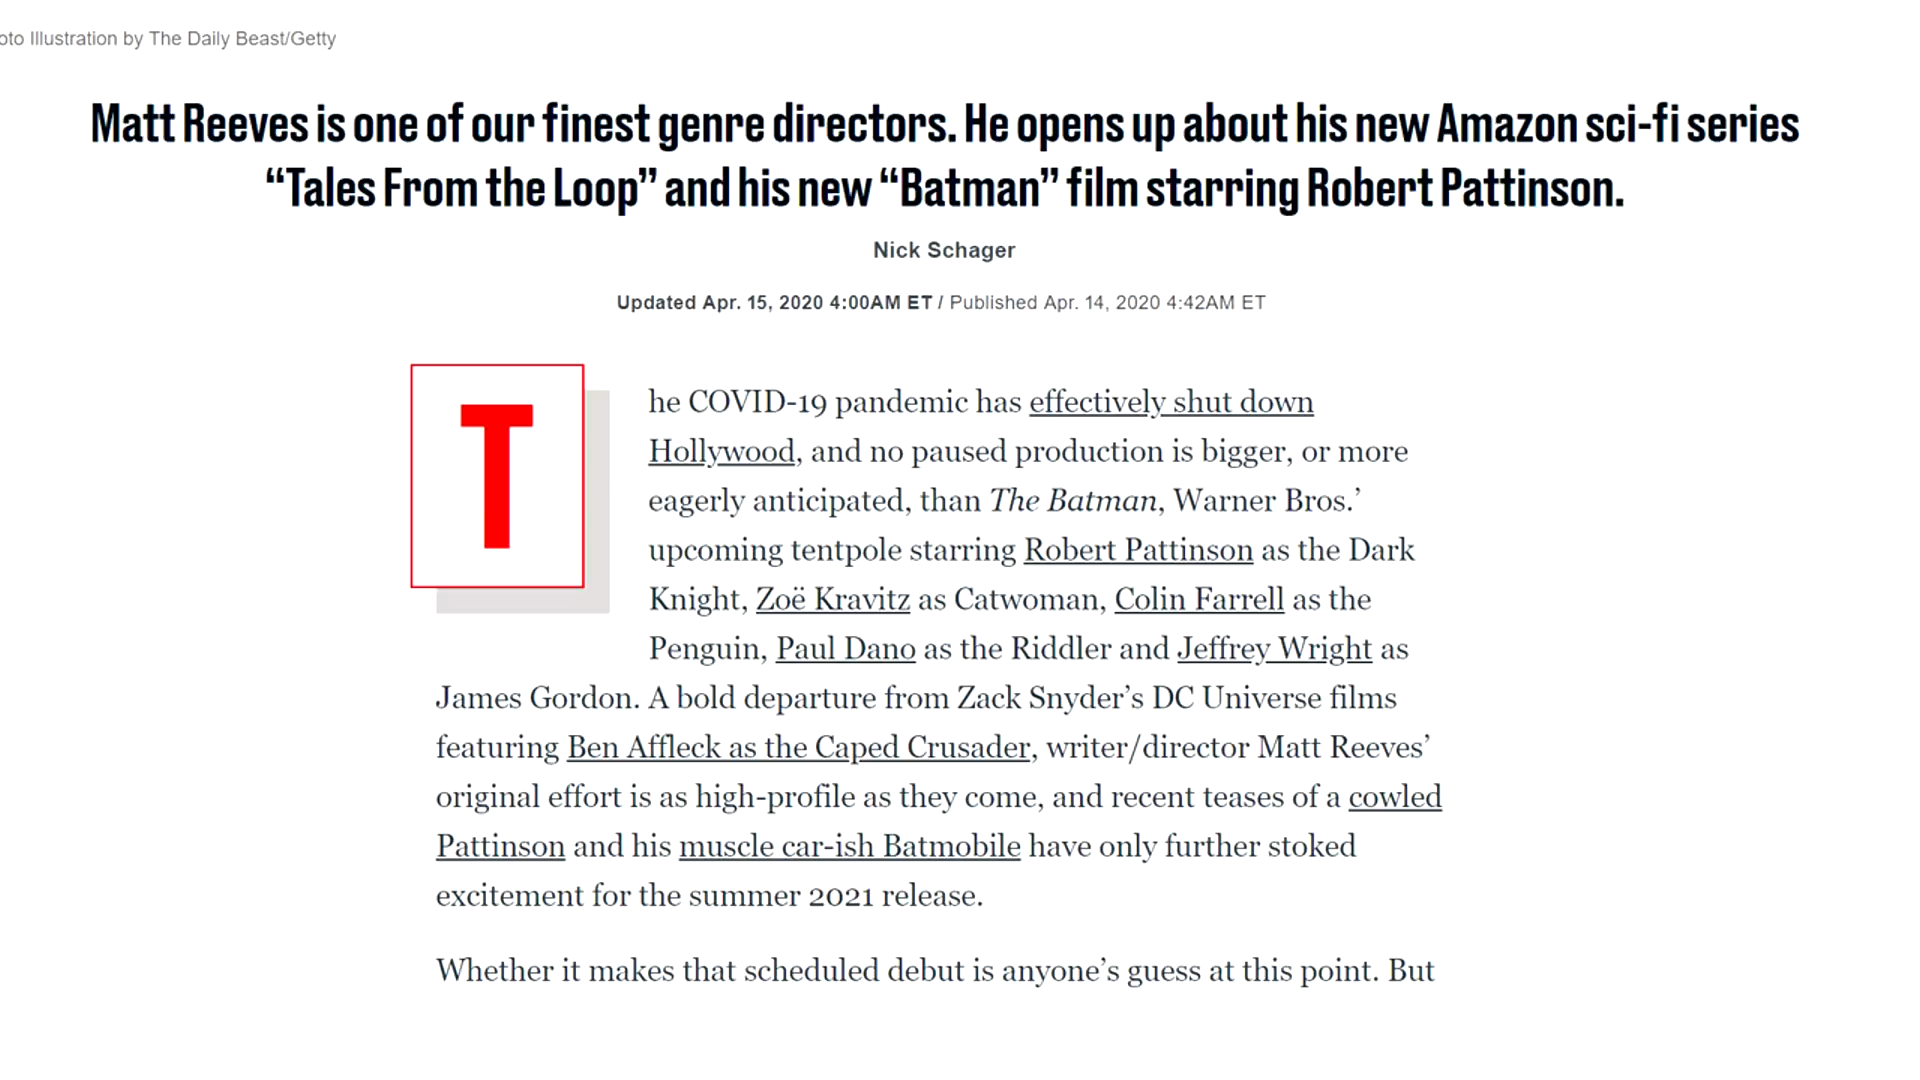 oto Illustration by The Daily Beast/Getty
Matt Reeves is one of our finest genre directors. He opens up about his new Amazon sci-fi series
“Tales From the Loop” and his new “Batman” film starring Robert Pattinson.
Nick Schager
Updated Apr. 15, 2020 4:00AM ET / Published Apr. 14, 2020 4:42AM ET
The COVID-19 pandemic has effectively shut down
Hollywood, and no paused production is bigger, or more
eagerly anticipated, than The Batman, Warner Bros.’
upcoming tentpole starring Robert Pattinson as the Dark
Knight, Zoë Kravitz as Catwoman, Colin Farrell as the
Penguin, Paul Dano as the Riddler and Jeffrey Wright as
James Gordon. A bold departure from Zack Snyder’s DC Universe films
featuring Ben Affleck as the Caped Crusader, writer/director Matt Reeves’
original effort is as high-profile as they come, and recent teases of a cowled
Pattinson and his muscle car-ish Batmobile have only further stoked
excitement for the summer 2021 release.
Whether it makes that scheduled debut is anyone’s guess at this point. But